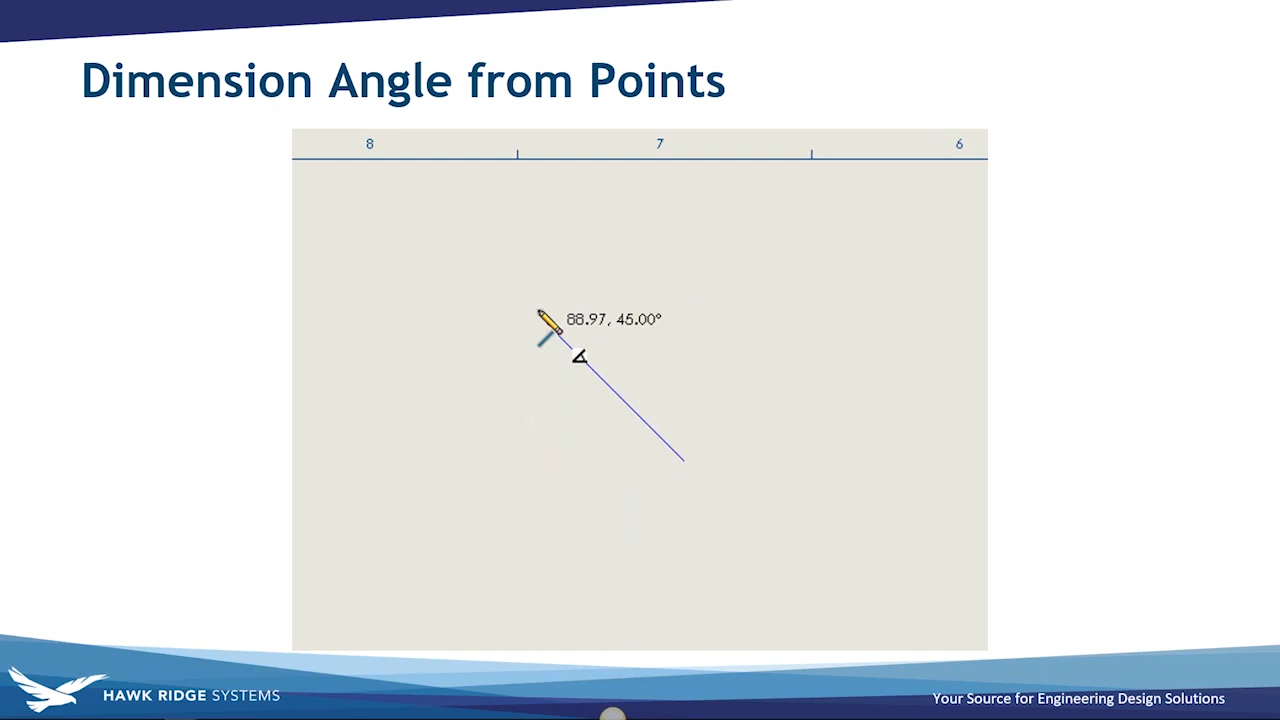 Dimension Angle from Points
8 7 6
88.97, 45.00°
HAWK RIDGE SYSTEMS
Your Source for Engineering Design Solutions